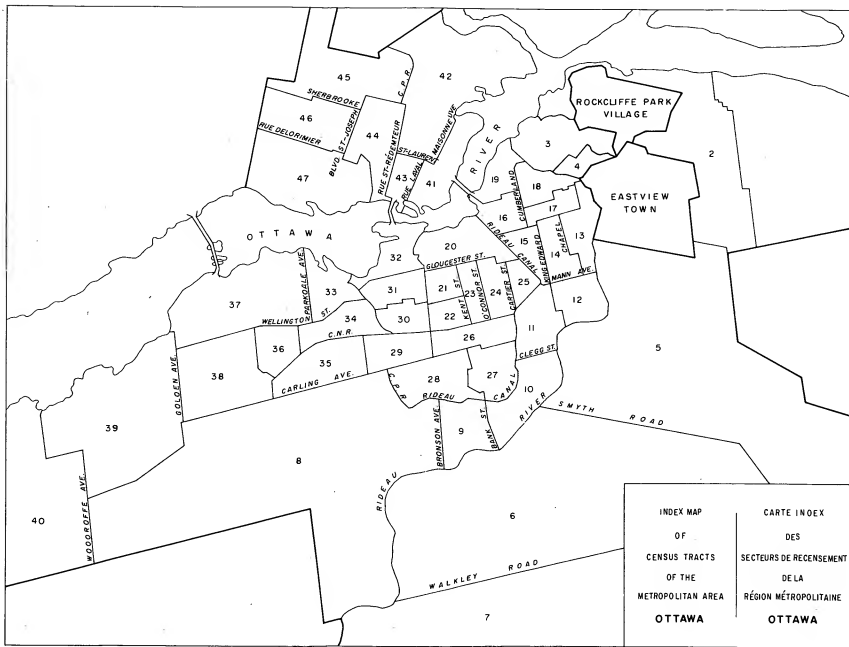 45
42
C.P.R.
SHERBROOKE
ROCKCLIFFE PARK
VILLAGE
46
RUE DELORIMIER
BLVD. ST-JOSEPH
44
RUE ST-RÉDEMTEUR
ST-LAURENT
MAISONNEUVE
RIVER
3
2
4
47
43
RUE LAVAL
41
19
CUMBERLAND
18
EASTVIEW
TOWN
16
17
OTTAWA
32
20
GLOUCESTER ST.
RIDEAU CANAL
15
KING EDWARD
14
CHAPEL
13
MANN AVE.
37
PARKDALE AVE.
33
31
21
KENT ST.
23
O'CONNOR ST.
24
CARTIER ST.
25
12
WELLINGTON ST.
34
30
22
C.N.R.
11
5
36
35
29
26
CLEGG ST.
GOLDEN AVE.
38
CARLING AVE.
C.P.R.
28
RIDEAU CANAL
27
10
39
BRONSON AVE.
9
BANK ST.
RIVER
SMYTH ROAD
8
40
WOODROFFE AVE.
RIDEAU
6
WALKLEY ROAD
7
INDEX MAP
OF
CENSUS TRACTS
OF THE
METROPOLITAN AREA
OTTAWA
CARTE INDEX
DES
SECTEURS DE RECENSEMENT
DE LA
RÉGION MÉTROPOLITAINE
OTTAWA